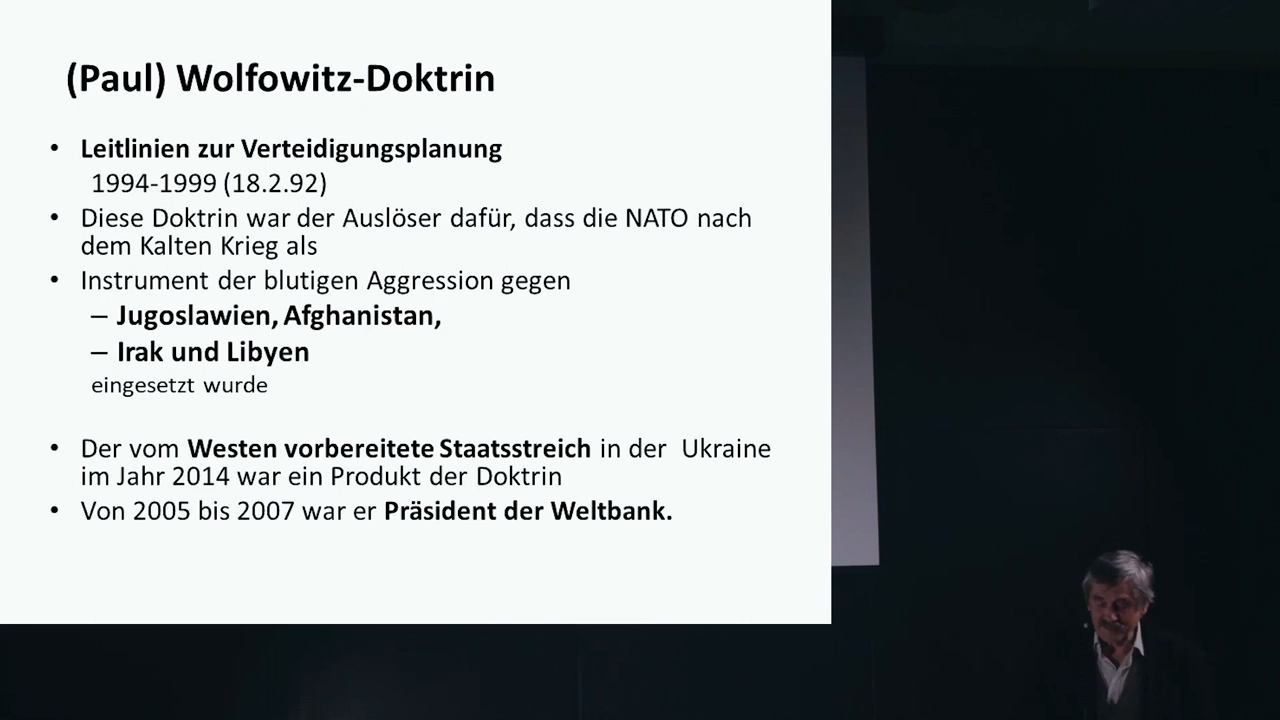 (Paul) Wolfowitz-Doktrin
• Leitlinien zur Verteidigungsplanung
1994-1999 (18.2.92)
• Diese Doktrin war der Auslöser dafür, dass die NATO nach
dem Kalten Krieg als
• Instrument der blutigen Aggression gegen
– Jugoslawien, Afghanistan,
– Irak und Libyen
eingesetzt wurde
• Der vom Westen vorbereitete Staatsstreich in der Ukraine
im Jahr 2014 war ein Produkt der Doktrin
• Von 2005 bis 2007 war er Präsident der Weltbank.